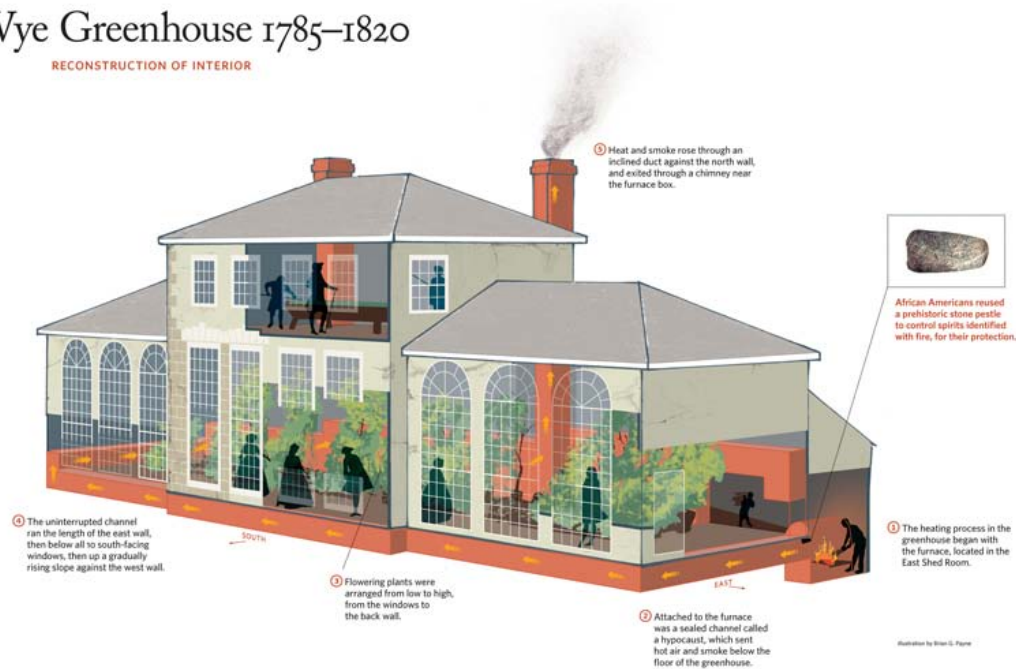 Wye Greenhouse 1785–1820
RECONSTRUCTION OF INTERIOR
5 Heat and smoke rose through an
inclined duct against the north wall,
and exited through a chimney near
the furnace box.
African Americans reused
a prehistoric stone pestle
to control spirits identified
with fire, for their protection.
4 The uninterrupted channel
ran the length of the east wall,
then below all 10 south-facing
windows, then up a gradually
rising slope against the west wall.
SOUTH
3 Flowering plants were
arranged from low to high,
from the windows to
the back wall.
EAST
2 Attached to the furnace
was a sealed channel called
a hypocaust, which sent
hot air and smoke below the
floor of the greenhouse.
1 The heating process in the
greenhouse began with
the furnace, located in the
East Shed Room.
Illustration by Brian G. Payne